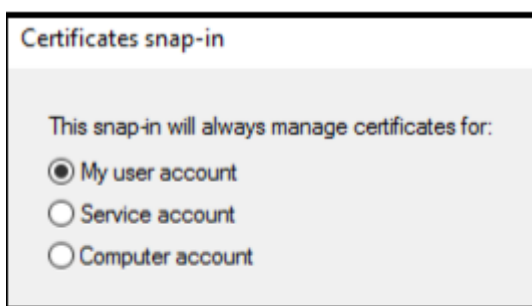 Certificates snap-in
This snap-in will always manage certificates for:
My user account
Service account
Computer account